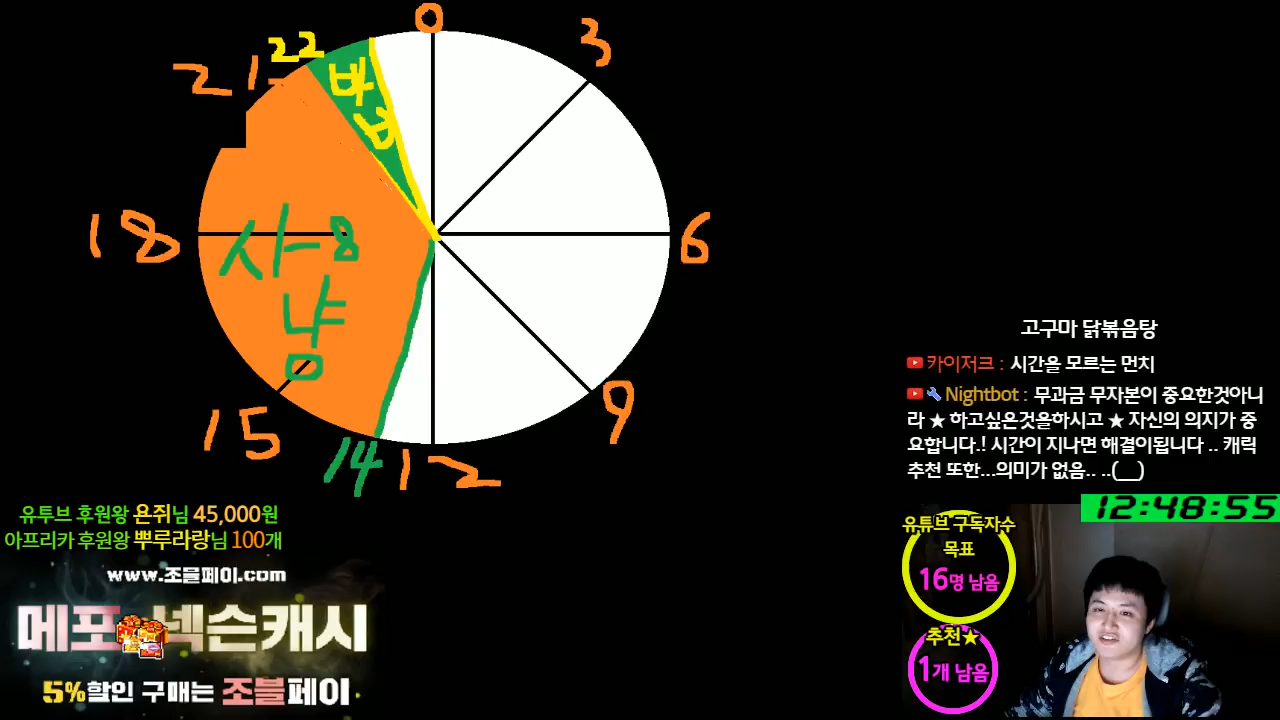 0
3
22
21
바
18
6
사 8
냥
9
15
14
12
고구마 닭볶음탕
카이저크 : 시간을 모르는 먼치
Nightbot : 무과금 무자본이 중요한것아니
라 ★ 하고싶은것을하시고 ★ 자신의 의지가 중
요합니다.! 시간이 지나면 해결이됩니다 .. 캐릭
추천 또한...의미가 없음.. ..(__)
12:48:55
유투브 후원왕 욘쥐님 45,000원
아프리카 후원왕 뿌루라랑님 100개
www.조블페이.com
메포 넥슨캐시
5%할인 구매는 조블페이.
유튜브 구독자수
목표
16명 남음
추천★
1개 남음